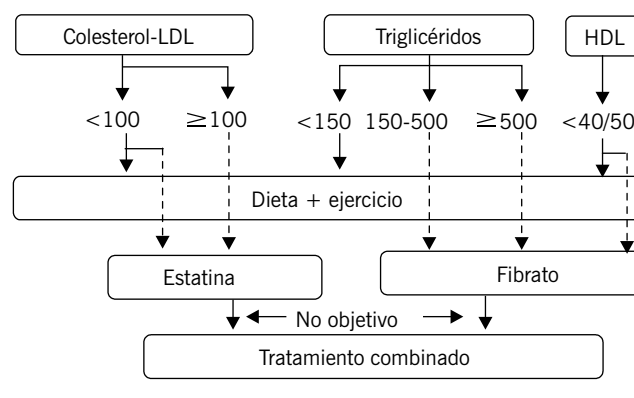 Colesterol-LDL Triglicéridos HDL
<100 ≧100 <150 150-500 ≧500 <40/50
Dieta + ejercicio
Estatina Fibrato
No objetivo
Tratamiento combinado